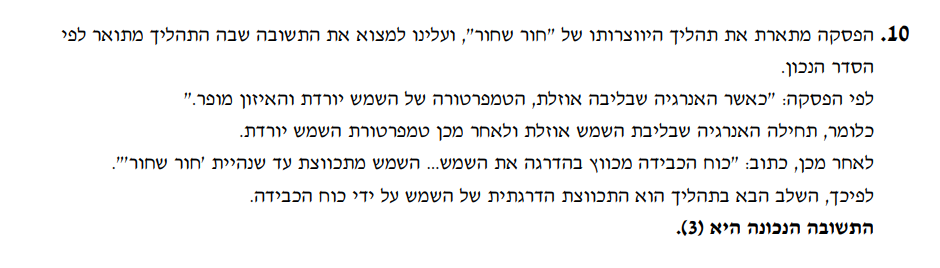 10. הפסקה מתארת את תהליך היווצרותו של "חור שחור", ועלינו למצוא את התשובה שבה התהליך מתואר לפי
הסדר הנכון.
לפי הפסקה: "כאשר האנרגיה שבליבה אוזלת, הטמפרטורה של השמש יורדת והאיזון מופר."
כלומר, תחילה האנרגיה שבליבת השמש אוזלת ולאחר מכן טמפרטורת השמש יורדת.
לאחר מכן, כתוב: "כוח הכבידה מכווץ בהדרגה את השמש... השמש מתכווצת עד שנהיית 'חור שחור'".
לפיכך, השלב הבא בתהליך הוא התכווצות הדרגתית של השמש על ידי כוח הכבידה.
התשובה הנכונה היא (3).